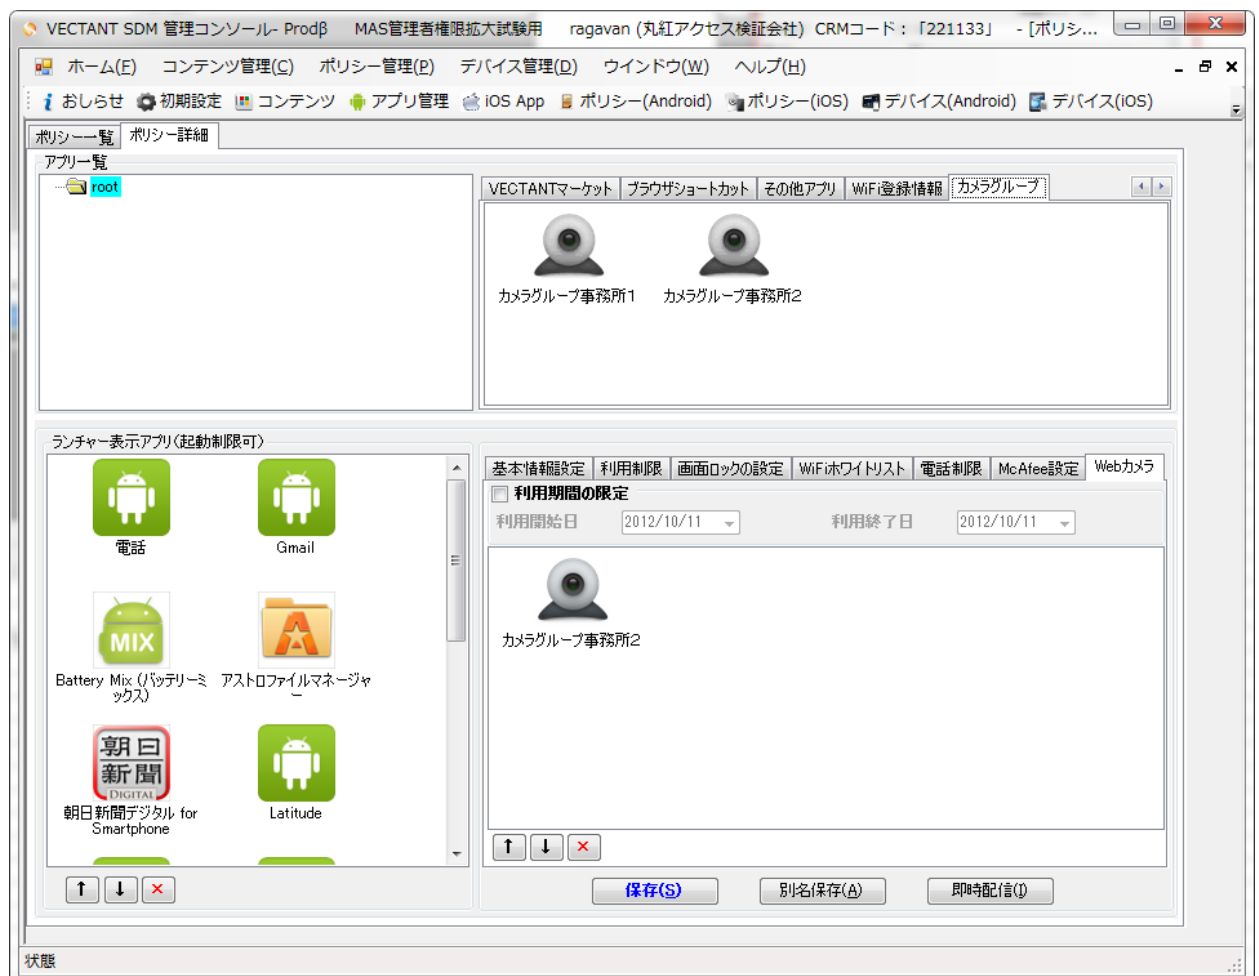 VECTANT SDM 管理コンソール- Prodβ　MAS管理者権限拡大試験用　ragavan (丸紅アクセス検証会社) CRMコード：「221133」 - [ポリシ...
ホーム(F) コンテンツ管理(C) ポリシー管理(P) デバイス管理(D) ウインドウ(W) ヘルプ(H)
おしらせ 初期設定 コンテンツ アプリ管理 iOS App ポリシー(Android) ポリシー(iOS) デバイス(Android) デバイス(iOS)
ポリシー一覧 ポリシー詳細
アプリ一覧
root
VECTANTマーケット ブラウザショートカット その他アプリ WiFi登録情報 カメラグループ
カメラグループ事務所1 カメラグループ事務所2
ランチャー表示アプリ(起動制限可)
電話 Gmail
MIX
Battery Mix (バッテリーミックス) アストロファイルマネージャー
朝日新聞 DIGITAL
朝日新聞デジタル for Smartphone Latitude
基本情報設定 利用制限 画面ロックの設定 WiFiホワイトリスト 電話制限 McAfee設定 Webカメラ
利用期間の限定
利用開始日 2012/10/11 利用終了日 2012/10/11
カメラグループ事務所2
保存(S) 別名保存(A) 即時配信(I)
状態